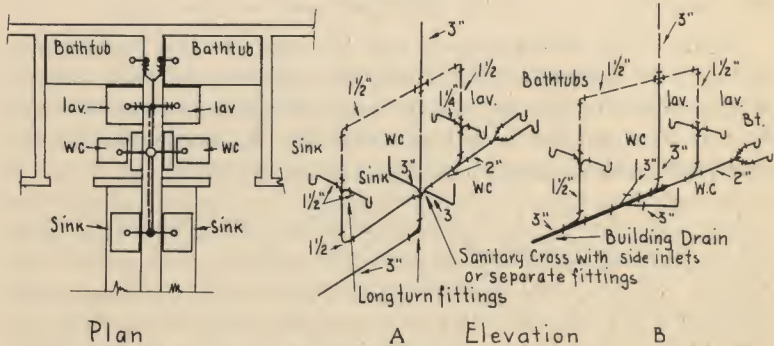 Bathtub Bathtub
lav. lav
WC WC
Sink Sink
Plan
3"
1½" 1½
1¼" lav.
Sink WC
Sink 3" WC
2"
1½" 3
1½
3"
Sanitary Cross with side inlets
or separate fittings
Longturn fittings
A Elevation B
3"
1½" 1½"
Bathtubs
lav. lav.
Bt.
WC
3" 3"
1½" 2"
W.C
3" 3"
Building Drain